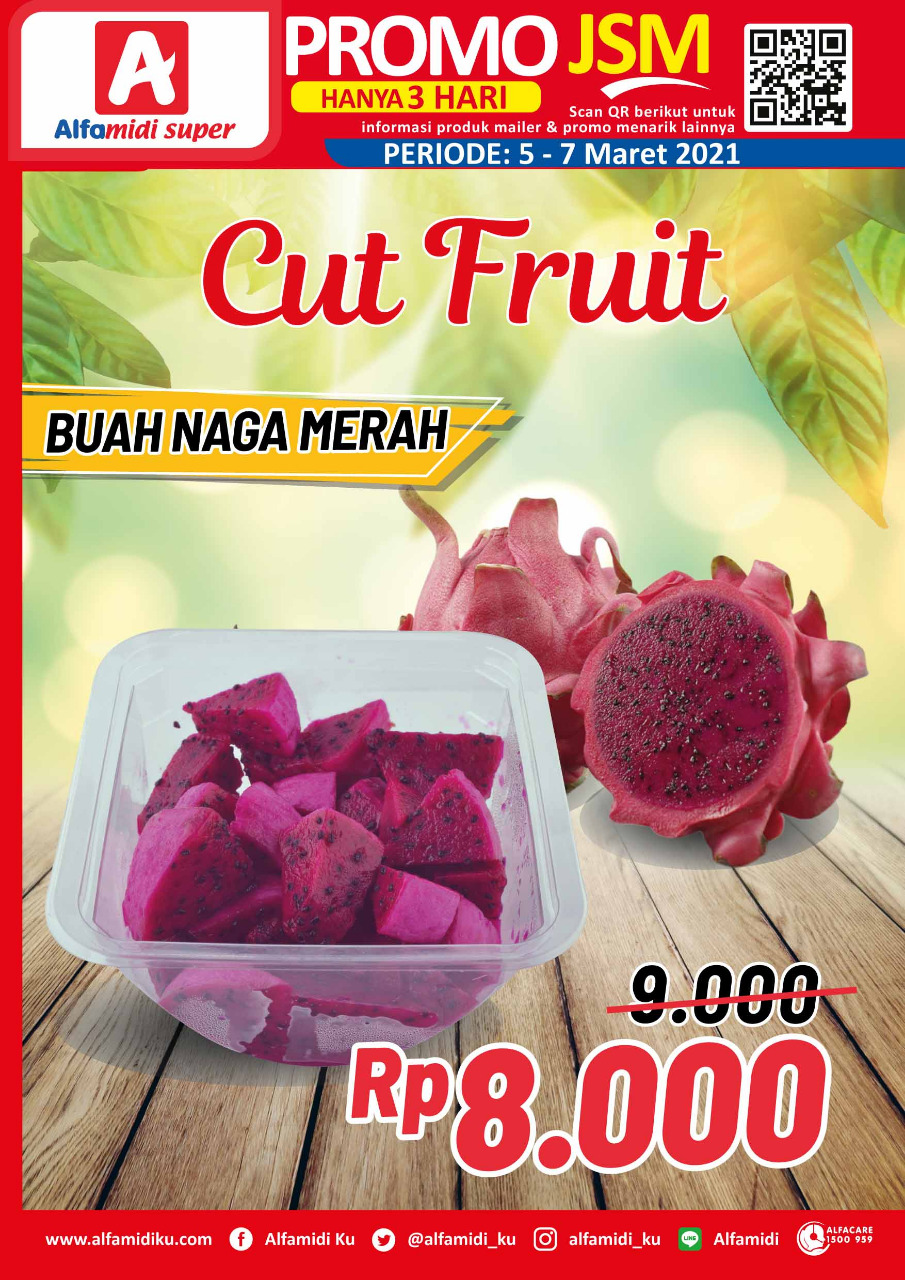 Alfamidi super
PROMO JSM
HANYA 3 HARI
Scan QR berikut untuk
informasi produk mailer & promo menarik lainnya
PERIODE: 5 - 7 Maret 2021
Cut Fruit
BUAH NAGA MERAH
9.000
Rp8.000
www.alfamidiku.com Alfamidi Ku @alfamidi_ku alfamidi_ku LINE Alfamidi ALFACARE
1500 959